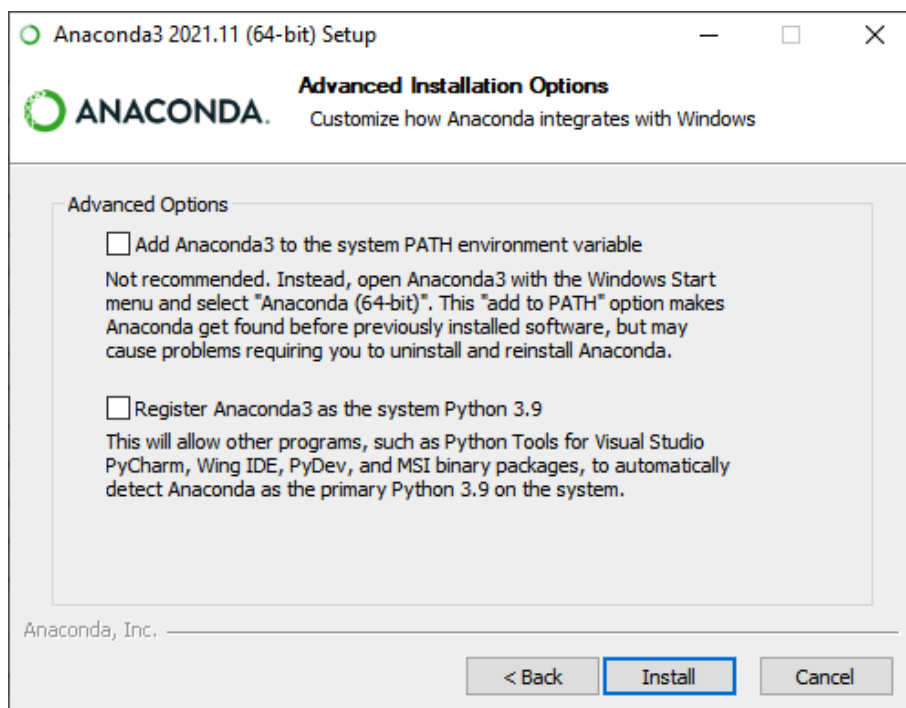 Anaconda3 2021.11 (64-bit) Setup
ANACONDA.
Advanced Installation Options
Customize how Anaconda integrates with Windows
Advanced Options
Add Anaconda3 to the system PATH environment variable
Not recommended. Instead, open Anaconda3 with the Windows Start
menu and select "Anaconda (64-bit)". This "add to PATH" option makes
Anaconda get found before previously installed software, but may
cause problems requiring you to uninstall and reinstall Anaconda.
Register Anaconda3 as the system Python 3.9
This will allow other programs, such as Python Tools for Visual Studio
PyCharm, Wing IDE, PyDev, and MSI binary packages, to automatically
detect Anaconda as the primary Python 3.9 on the system.
Anaconda, Inc.
< Back Install Cancel